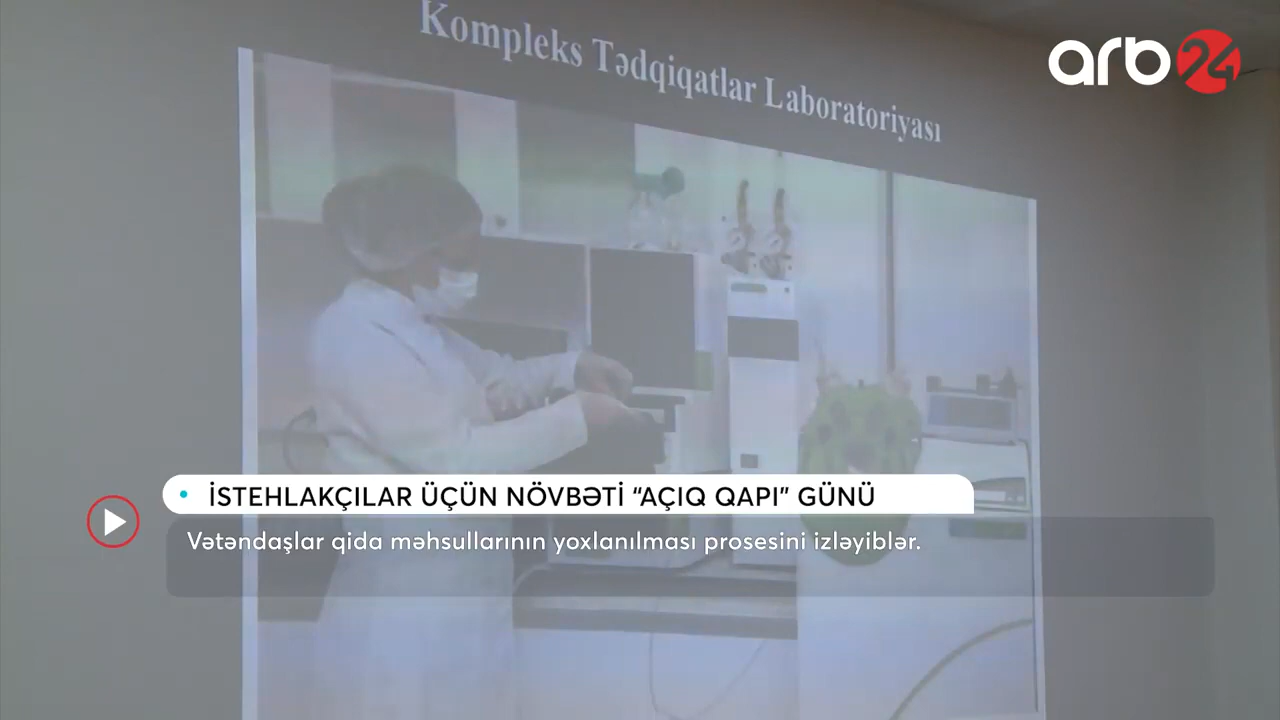 Kompleks Tədqiqatlar Laboratoriyası
arb24
İSTEHLAKÇILAR ÜÇÜN NÖVBƏTİ “AÇIQ QAPI” GÜNÜ
Vətəndaşlar qida məhsullarının yoxlanılması prosesini izləyiblər.